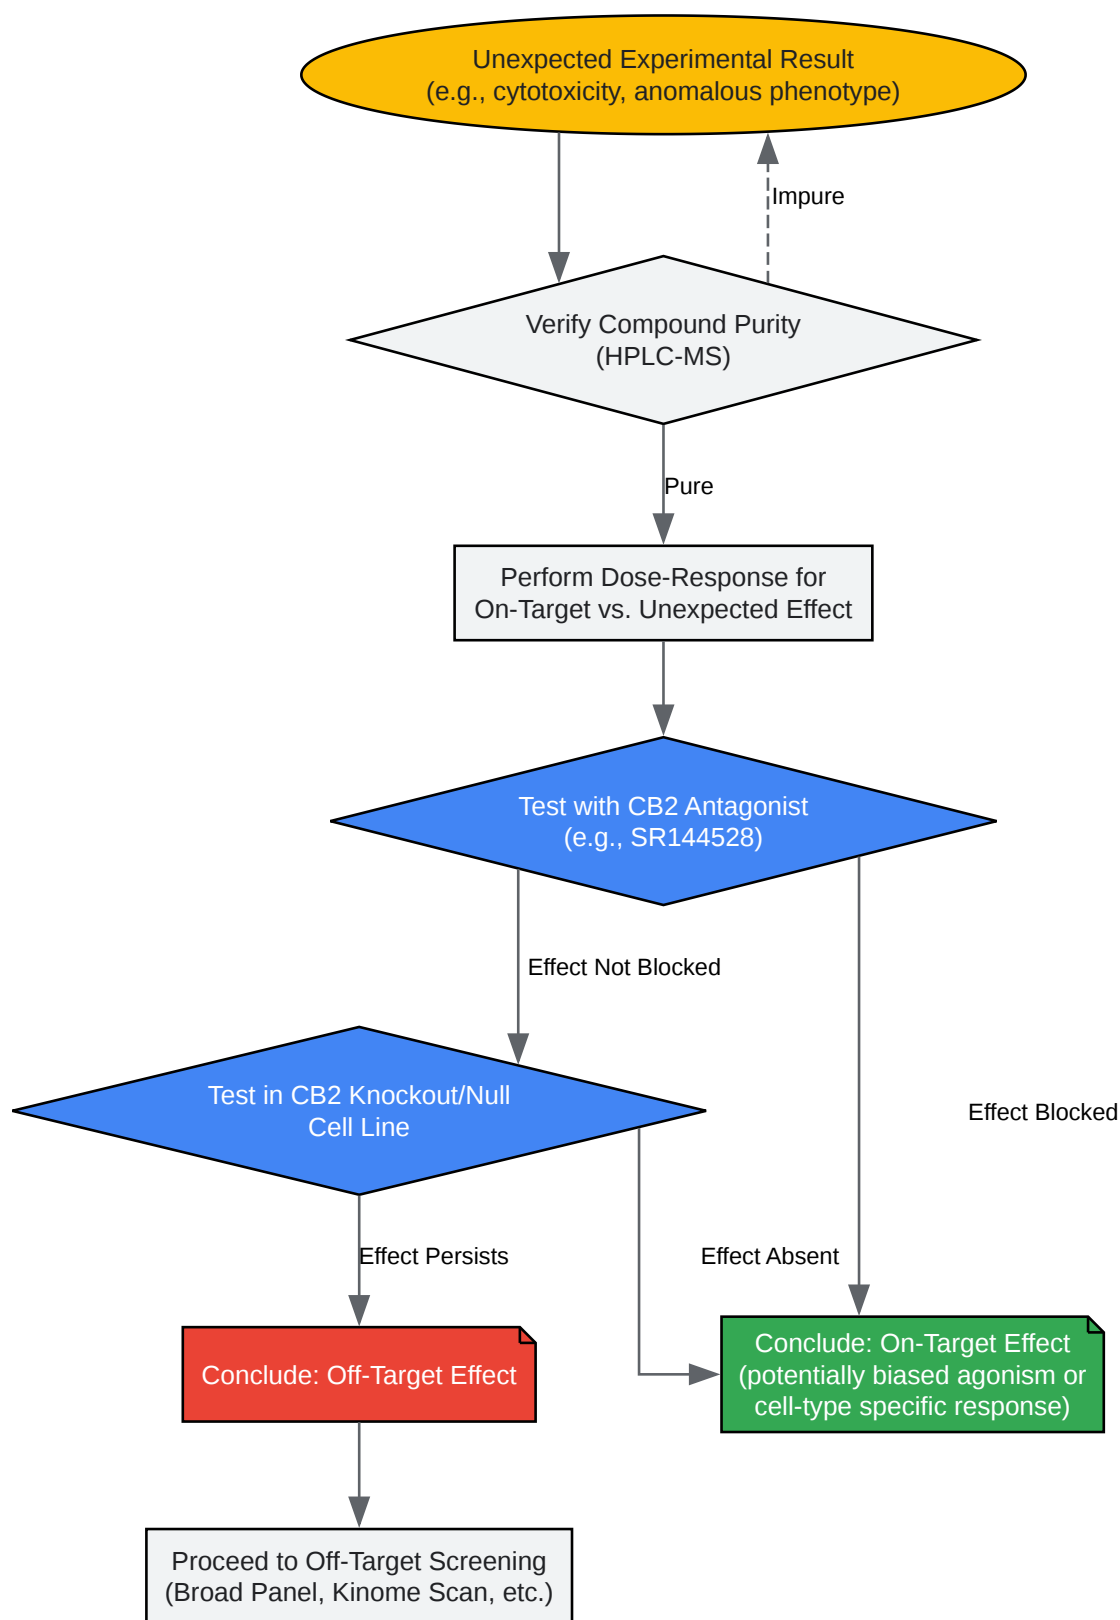 Unexpected Experimental Result
(e.g., cytotoxicity, anomalous phenotype)
Impure
Verify Compound Purity
(HPLC-MS)
Pure
Perform Dose-Response for
On-Target vs. Unexpected Effect
Test with CB2 Antagonist
(e.g., SR144528)
Effect Not Blocked
Test in CB2 Knockout/Null
Cell Line
Effect Blocked
Effect Persists
Effect Absent
Conclude: Off-Target Effect
Conclude: On-Target Effect
(potentially biased agonism or
cell-type specific response)
Proceed to Off-Target Screening
(Broad Panel, Kinome Scan, etc.)